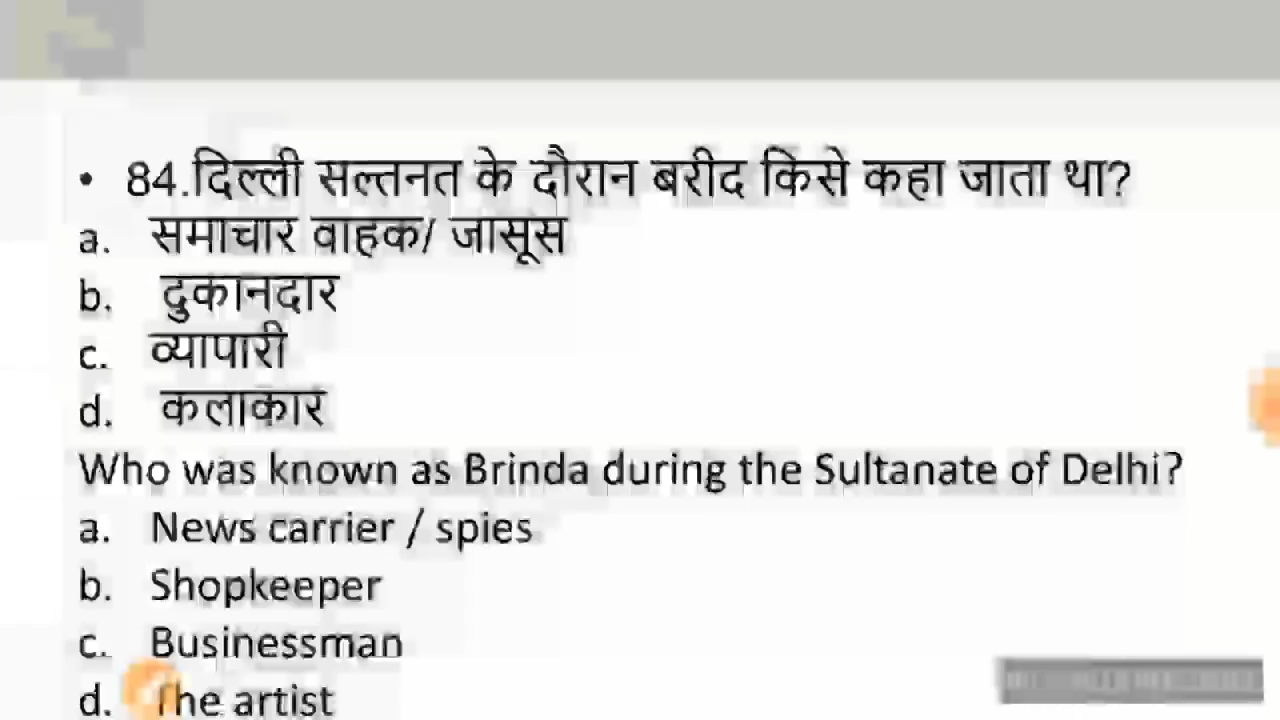 • 84.दिल्ली सल्तनत के दौरान बरीद किसे कहा जाता था?
a. समाचार वाहक/ जासूस
b. दुकानदार
c. व्यापारी
d. कलाकार
Who was known as Brinda during the Sultanate of Delhi?
a. News carrier / spies
b. Shopkeeper
c. Businessman
d. The artist